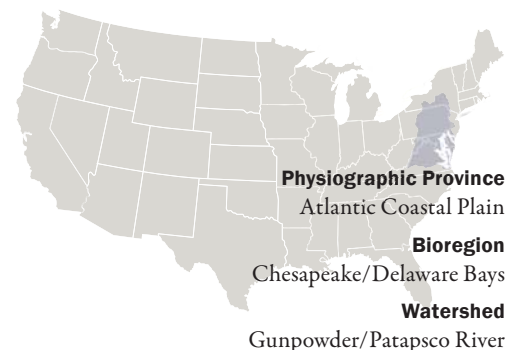 Physiographic Province
Atlantic Coastal Plain
Bioregion
Chesapeake/Delaware Bays
Watershed
Gunpowder/Patapsco River